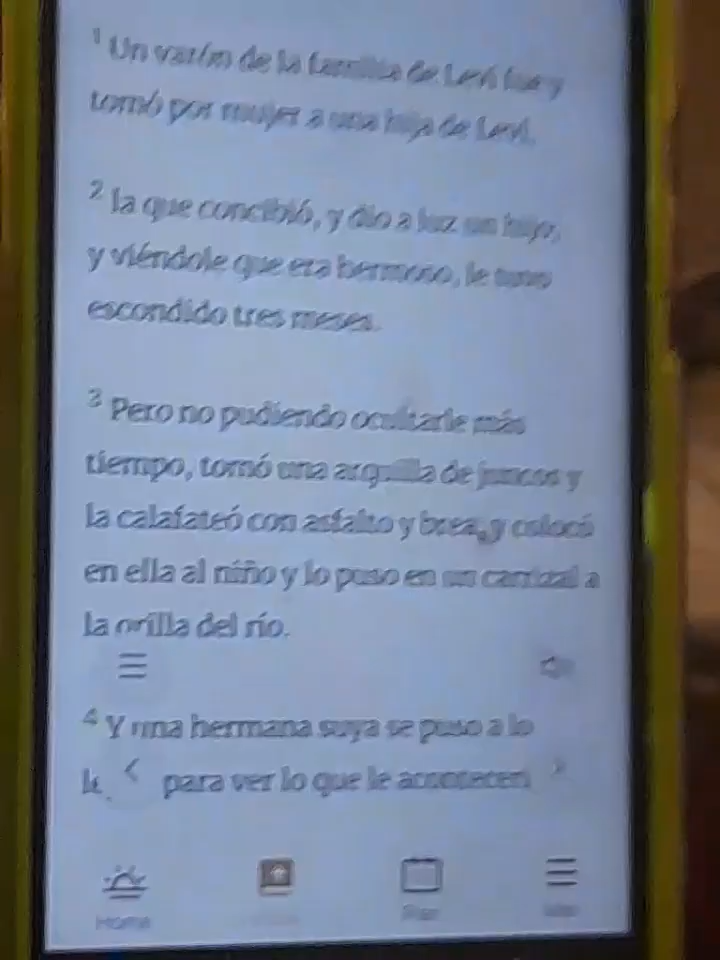 1 Un varón de la familia de Leví fue y
tomó por mujer a una hija de Leví,
2 la que concibió, y dio a luz un hijo;
y viéndole que era hermoso, le tuvo
escondido tres meses.
3 Pero no pudiendo ocultarle más
tiempo, tomó una arquilla de juncos y
la calafateó con asfalto y brea, y colocó
en ella al niño y lo puso en un carrizal a
la orilla del río.
4 Y una hermana suya se puso a lo
para ver lo que le acontecerí
Home
Plan